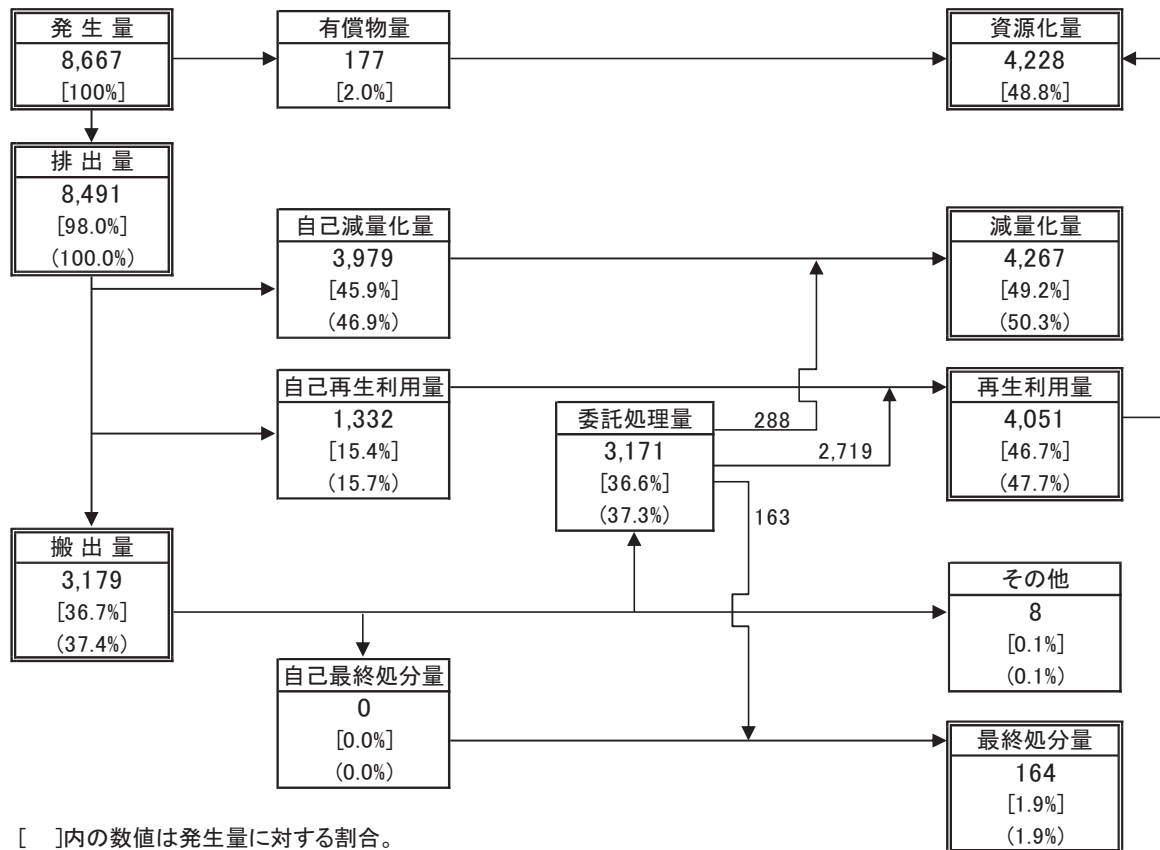 発 生 量
8,667
[100%]
有償物量
177
[2.0%]
資源化量
4,228
[48.8%]
排 出 量
8,491
[98.0%]
(100.0%)
自己減量化量
3,979
[45.9%]
(46.9%)
減量化量
4,267
[49.2%]
(50.3%)
自己再生利用量
1,332
[15.4%]
(15.7%)
委託処理量
3,171
[36.6%]
(37.3%)
288
2,719
163
再生利用量
4,051
[46.7%]
(47.7%)
搬 出 量
3,179
[36.7%]
(37.4%)
その他
8
[0.1%]
(0.1%)
自己最終処分量
0
[0.0%]
(0.0%)
最終処分量
164
[1.9%]
(1.9%)
[　]内の数値は発生量に対する割合。